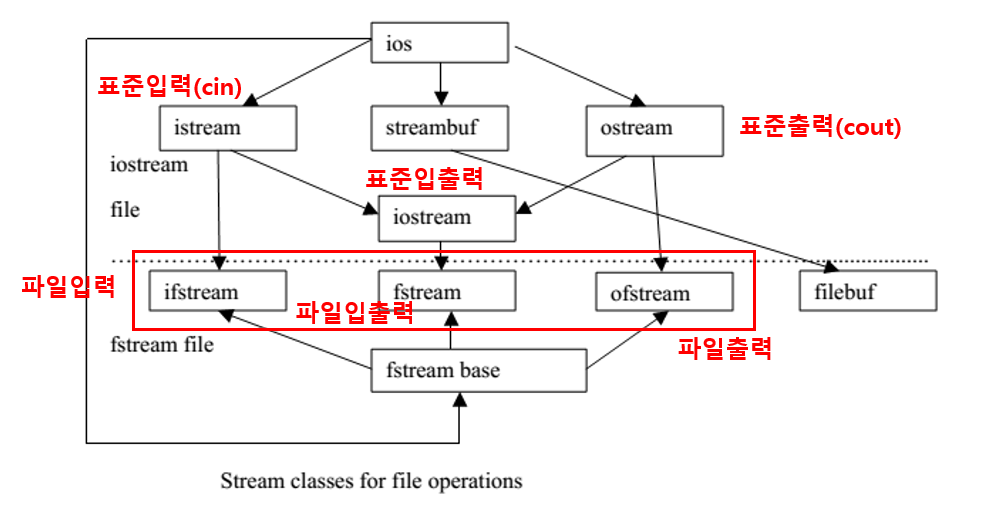 ios
표준입력(cin)
istream
streambuf
ostream
표준출력(cout)
iostream
표준입출력
file
iostream
파일입력
ifstream
fstream
ofstream
filebuf
파일입출력
fstream file
파일출력
fstream base
Stream classes for file operations